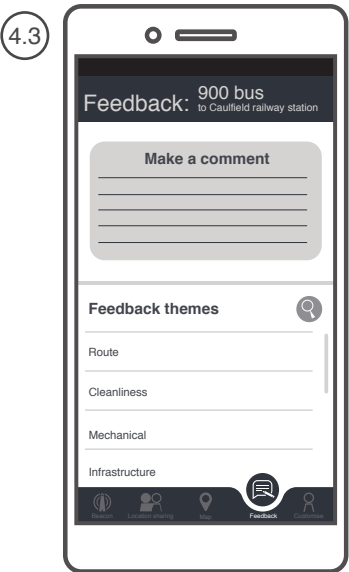 4.3
Feedback: 900 bus
to Caulfield railway station
Make a comment
Feedback themes
Route
Cleanliness
Mechanical
Infrastructure
Beacon Location sharing Map Feedback Customise